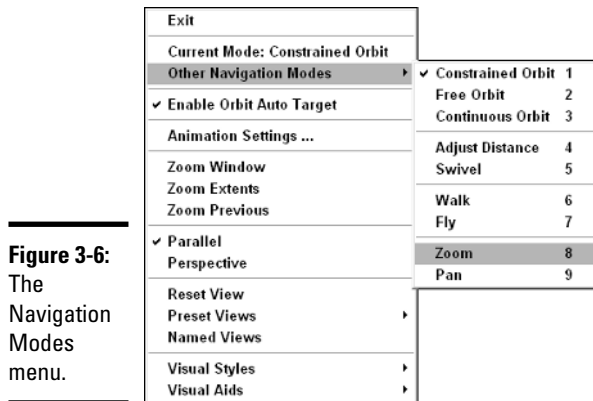 Exit
Current Mode: Constrained Orbit
Other Navigation Modes
Enable Orbit Auto Target
Animation Settings ...
Zoom Window
Zoom Extents
Zoom Previous
Parallel
Perspective
Reset View
Preset Views
Named Views
Visual Styles
Visual Aids
Constrained Orbit 1
Free Orbit 2
Continuous Orbit 3
Adjust Distance 4
Swivel 5
Walk 6
Fly 7
Zoom 8
Pan 9
Figure 3-6:
The
Navigation
Modes
menu.